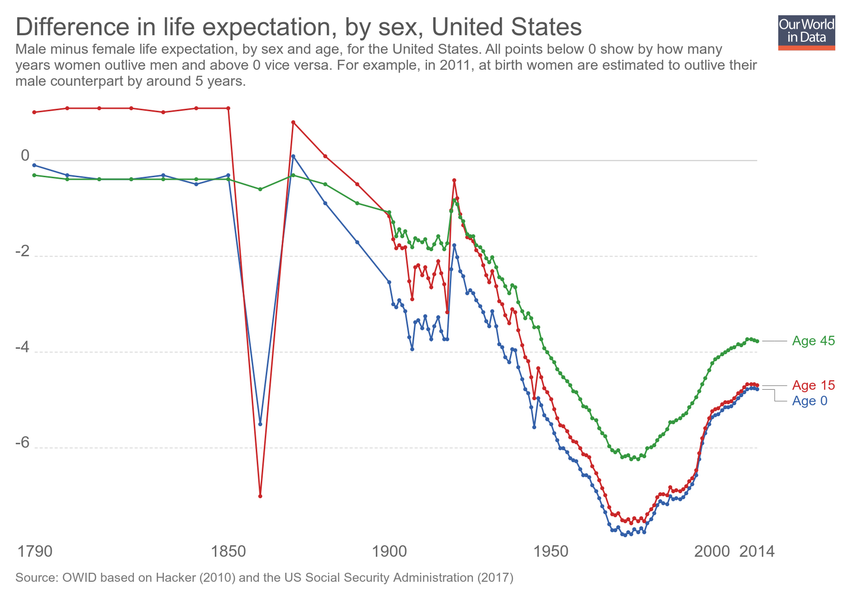 Difference in life expectation, by sex, United States
Our World
in Data
Male minus female life expectation, by sex and age, for the United States. All points below 0 show by how many
years women outlive men and above 0 vice versa. For example, in 2011, at birth women are estimated to outlive their
male counterpart by around 5 years.
0
-2
-4
-6
Age 45
Age 15
Age 0
1790 1850 1900 1950 2000 2014
Source: OWID based on Hacker (2010) and the US Social Security Administration (2017)